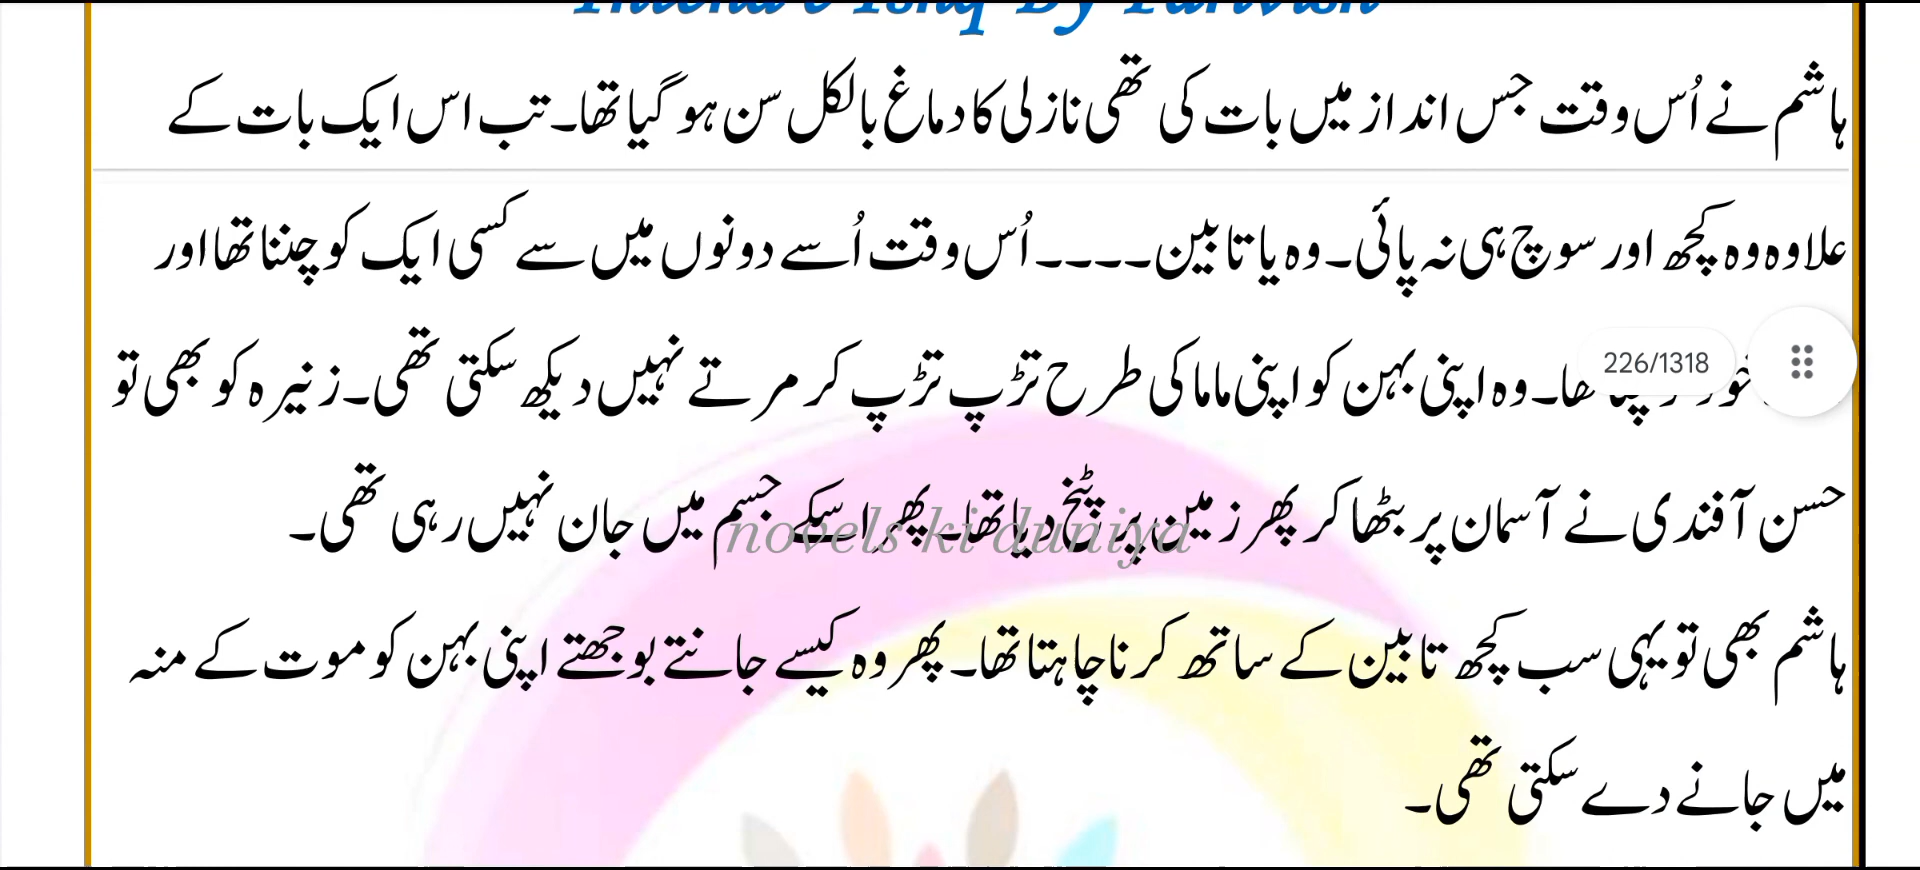 ہاشم نے اُس وقت جس انداز میں بات کی تھی نازلی کا دماغ بالکل سن ہو گیا تھا۔ تب اس ایک بات کے
علاوہ وہ کچھ اور سوچ ہی نہ پائی۔ وہ یا تابین۔۔۔۔ اُس وقت اُسے دونوں میں سے کسی ایک کو چننا تھا اور
تھا۔ وہ اپنی بہن کو اپنی ماما کی طرح تڑپ تڑپ کر مرتے نہیں دیکھ سکتی تھی۔ زنیرہ کو بھی تو
226/1318
حسن آفندی نے آسمان پر بٹھا کر پھر زمین پر پٹخ دیا تھا۔ پھر اسکے جسم میں جان نہیں رہی تھی۔
novels ki duniya
ہاشم بھی تو یہی سب کچھ تابین کے ساتھ کرنا چاہتا تھا۔ پھر وہ کیسے جانتے بوجھتے اپنی بہن کو موت کے منہ
میں جانے دے سکتی تھی۔